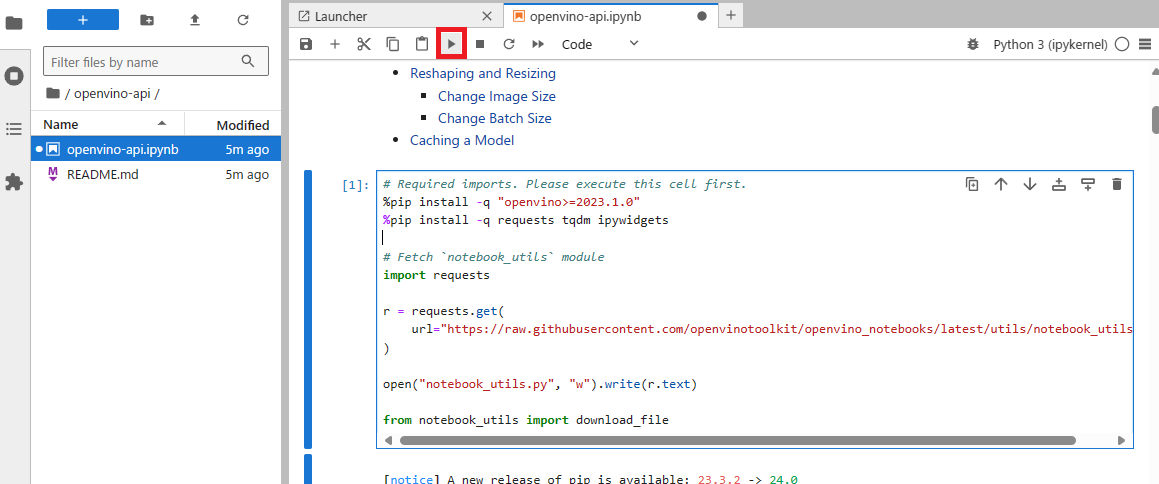 Filter files by name
/ openvino-api /
Name Modified
openvino-api.ipynb 5m ago
M README.md 5m ago
Launcher
openvino-api.ipynb
Code
Python 3 (ipykernel)
Reshaping and Resizing
Change Image Size
Change Batch Size
Caching a Model
[1]:
# Required imports. Please execute this cell first.
%pip install -q "openvino>=2023.1.0"
%pip install -q requests tqdm ipywidgets
# Fetch `notebook_utils` module
import requests
r = requests.get(
url="https://raw.githubusercontent.com/openvinotoolkit/openvino_notebooks/latest/utils/notebook_utils
)
open("notebook_utils.py", "w").write(r.text)
from notebook_utils import download_file
[notice] A new release of pip is available: 23.3.2 -> 24.0